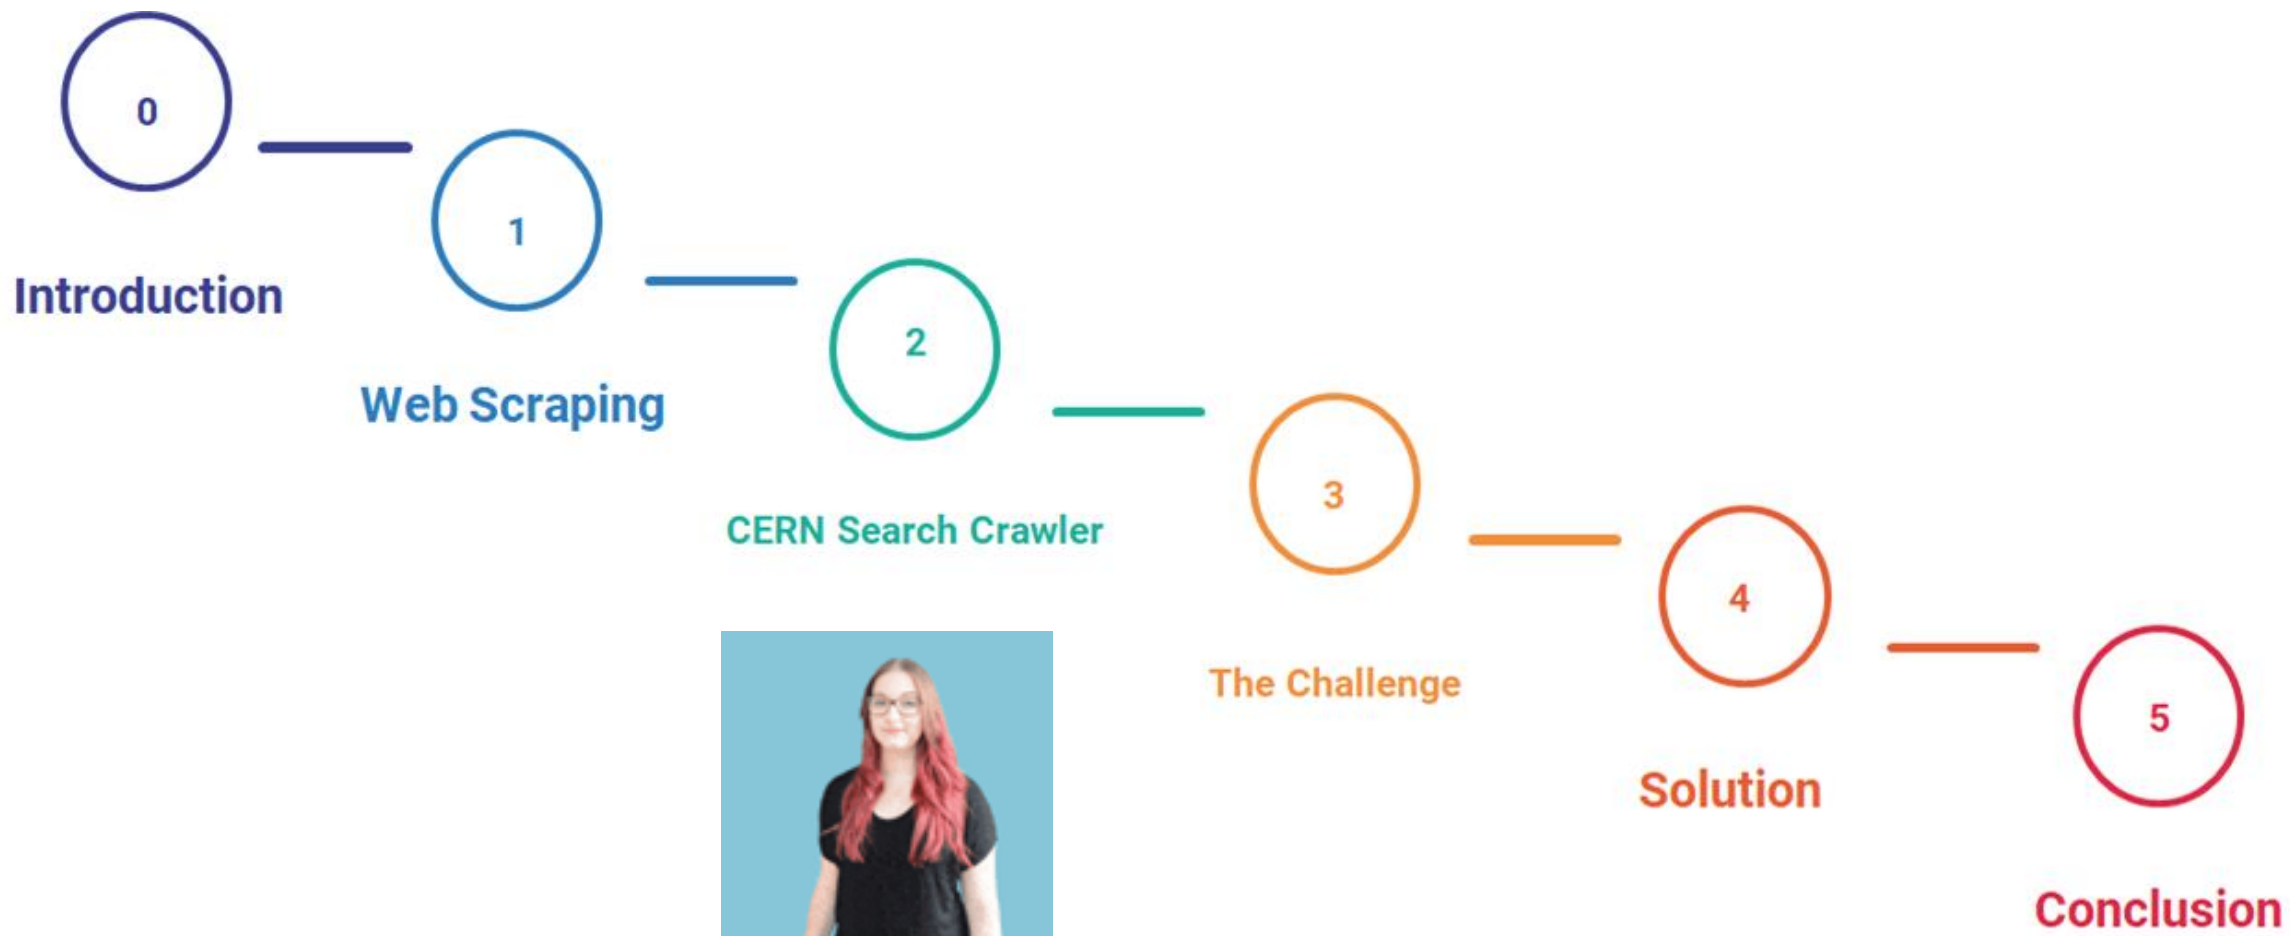 0
Introduction
1
Web Scraping
2
CERN Search Crawler
3
The Challenge
4
Solution
5
Conclusion